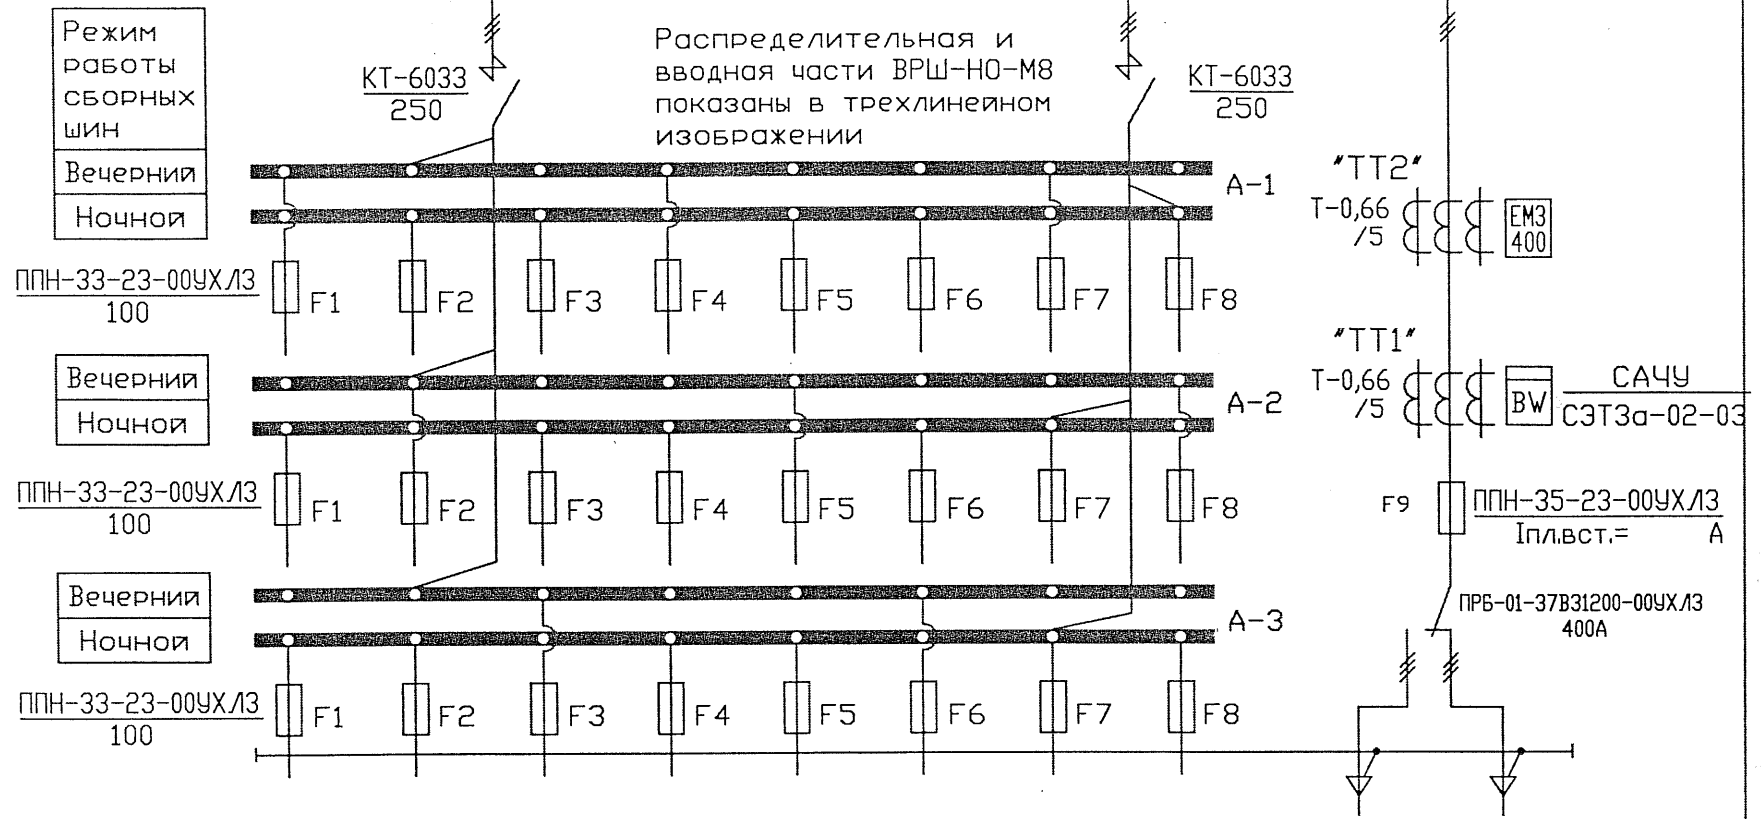 Режим
работы
сборных
шин
Вечерний
Ночной
КТ-6033
250
Распределительная и
вводная части ВРШ-НО-М8
показаны в трехлинейном
изображении
КТ-6033
250
А-1
ППН-33-23-00УХЛ3
100
F1 F2 F3 F4 F5 F6 F7 F8
"ТТ2"
Т-0,66
/5
ЕМ3
400
Вечерний
Ночной
А-2
ППН-33-23-00УХЛ3
100
F1 F2 F3 F4 F5 F6 F7 F8
"ТТ1"
Т-0,66
/5
BW
САЧУ
СЭТ3а-02-03
F9
ППН-35-23-00УХЛ3
Iпл.вст.= А
Вечерний
Ночной
А-3
ППН-33-23-00УХЛ3
100
F1 F2 F3 F4 F5 F6 F7 F8
ПРБ-01-37В31200-00УХЛ3
400А